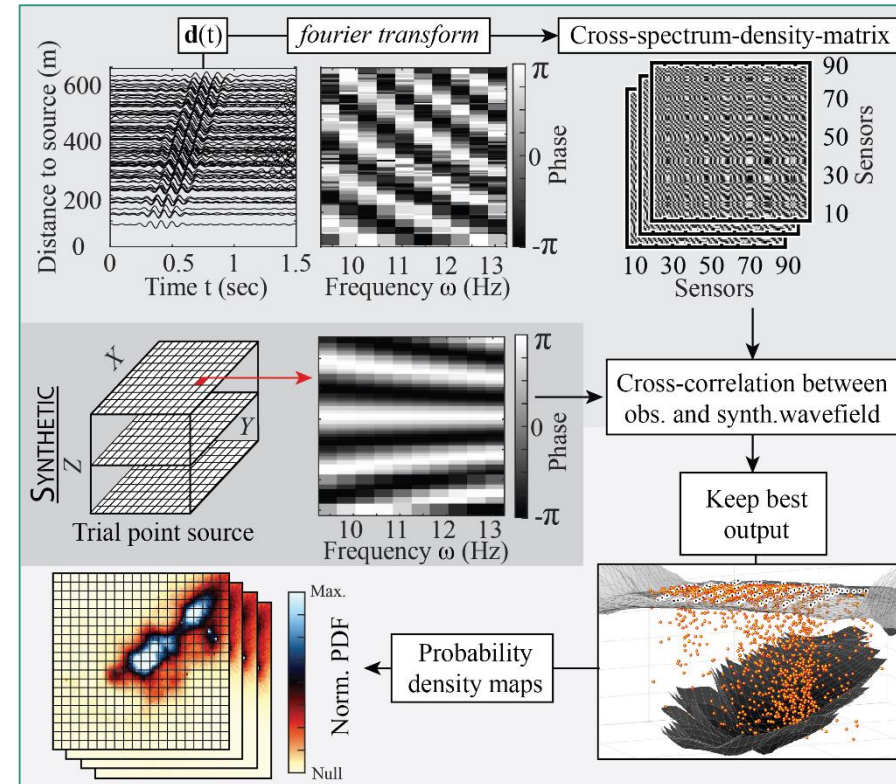 d(t)
fourier transform
Cross-spectrum-density-matrix
Distance to source (m)
600
400
200
0
0 0.5 1 1.5
Time t (sec)
10 11 12 13
Frequency ω (Hz)
π
0
-π
Phase
90
70
50
30
10
Sensors
10 30 50 70 90
Sensors
SYNTHETIC
X
Y
Z
Trial point source
10 11 12 13
Frequency ω (Hz)
π
0
-π
Phase
Cross-correlation between
obs. and synth.wavefield
Keep best
output
Probability
density maps
Max.
Norm. PDF
Null